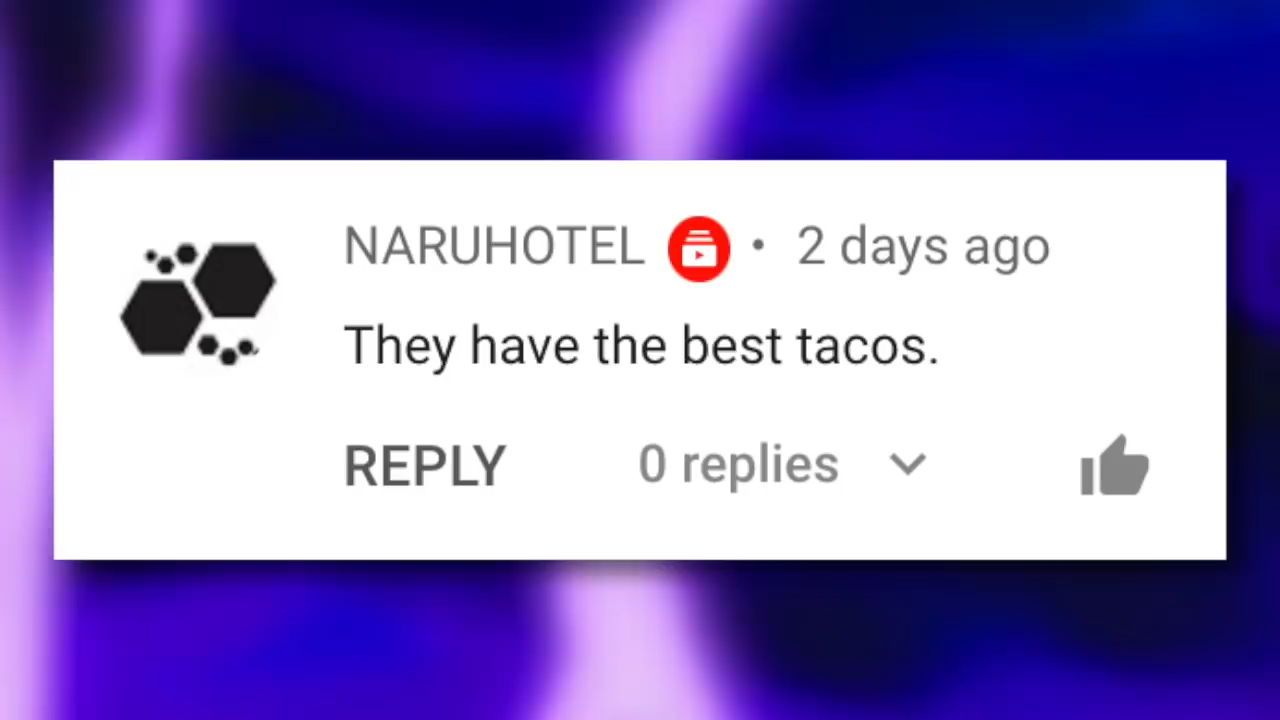 NARUHOTEL • 2 days ago
They have the best tacos.
REPLY 0 replies